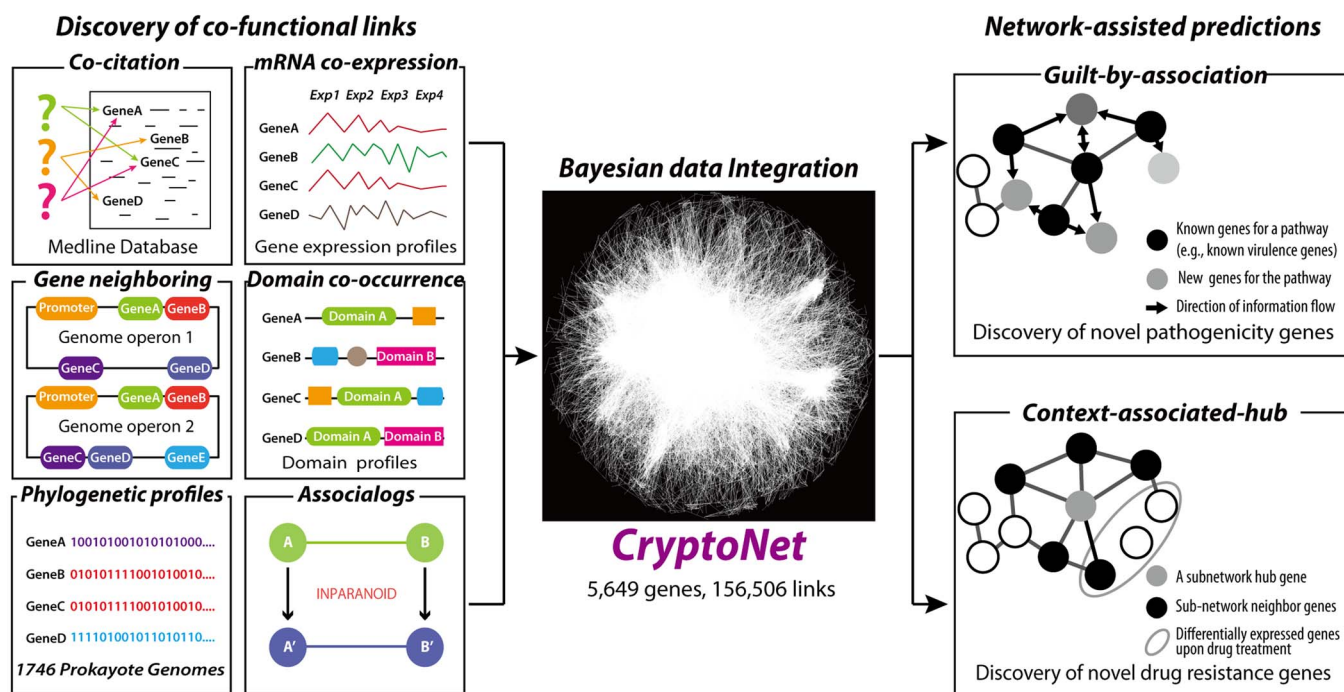 Discovery of co-functional links
Co-citation
?
?
?
GeneA
GeneB
GeneC
GeneD
Medline Database
mRNA co-expression
Exp1 Exp2 Exp3 Exp4
GeneA
GeneB
GeneC
GeneD
Gene expression profiles
Gene neighboring
Promoter GeneA GeneB
Genome operon 1
GeneC GeneD
Promoter GeneA GeneB
Genome operon 2
GeneC GeneD GeneE
Domain co-occurrence
GeneA Domain A
GeneB Domain B
GeneC Domain A
GeneD Domain A Domain B
Domain profiles
Phylogenetic profiles
GeneA 100101001010101000....
GeneB 010101111001010010....
GeneC 010101111001010010....
GeneD 111101001011010110....
1746 Prokayote Genomes
Associalogs
A B
INPARANOID
A' B'
Bayesian data Integration
CryptoNet
5,649 genes, 156,506 links
Network-assisted predictions
Guilt-by-association
Known genes for a pathway
(e.g., known virulence genes)
New genes for the pathway
Direction of information flow
Discovery of novel pathogenicity genes
Context-associated-hub
A subnetwork hub gene
Sub-network neighbor genes
Differentially expressed genes
upon drug treatment
Discovery of novel drug resistance genes